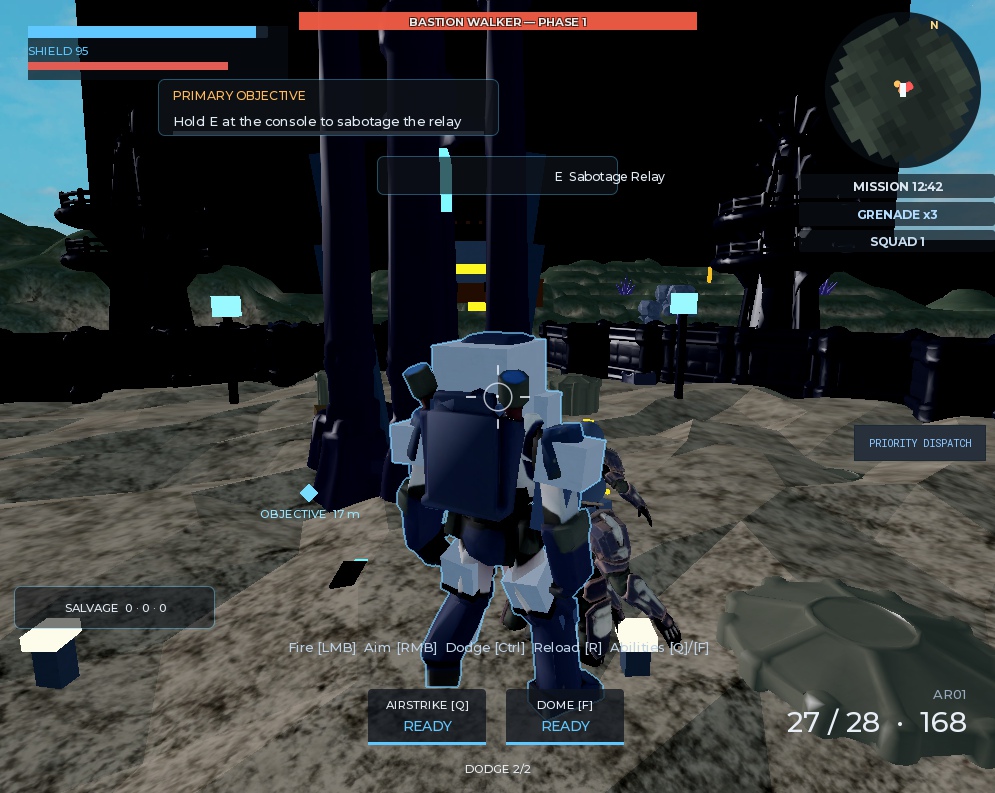 BASTION WALKER — PHASE 1
N
SHIELD 95
PRIMARY OBJECTIVE
Hold E at the console to sabotage the relay
E Sabotage Relay
MISSION 12:42
GRENADE x3
SQUAD 1
PRIORITY DISPATCH
OBJECTIVE 17 m
SALVAGE 0 · 0 · 0
Fire [LMB] Aim [RMB] Dodge [Ctrl] Reload [R] Abilities [Q]/[F]
AIRSTRIKE [Q]
READY
DOME [F]
READY
AR01
27 / 28 · 168
DODGE 2/2